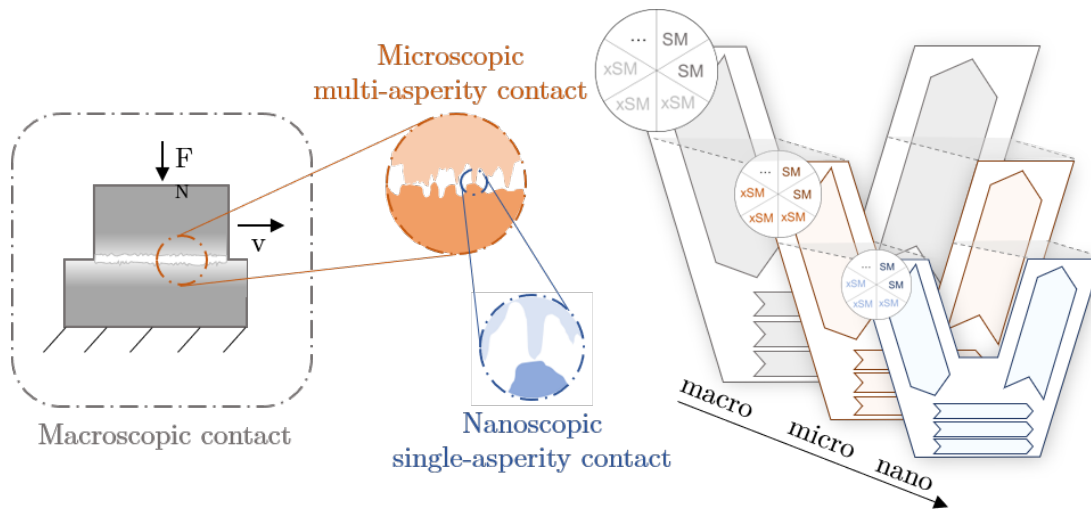 Microscopic
multi-asperity contact
F
N
v
Macroscopic contact
Nanoscopic
single-asperity contact
... SM
xSM SM
xSM xSM
... SM
xSM SM
xSM xSM
... SM
xSM SM
xSM xSM
macro
micro
nano